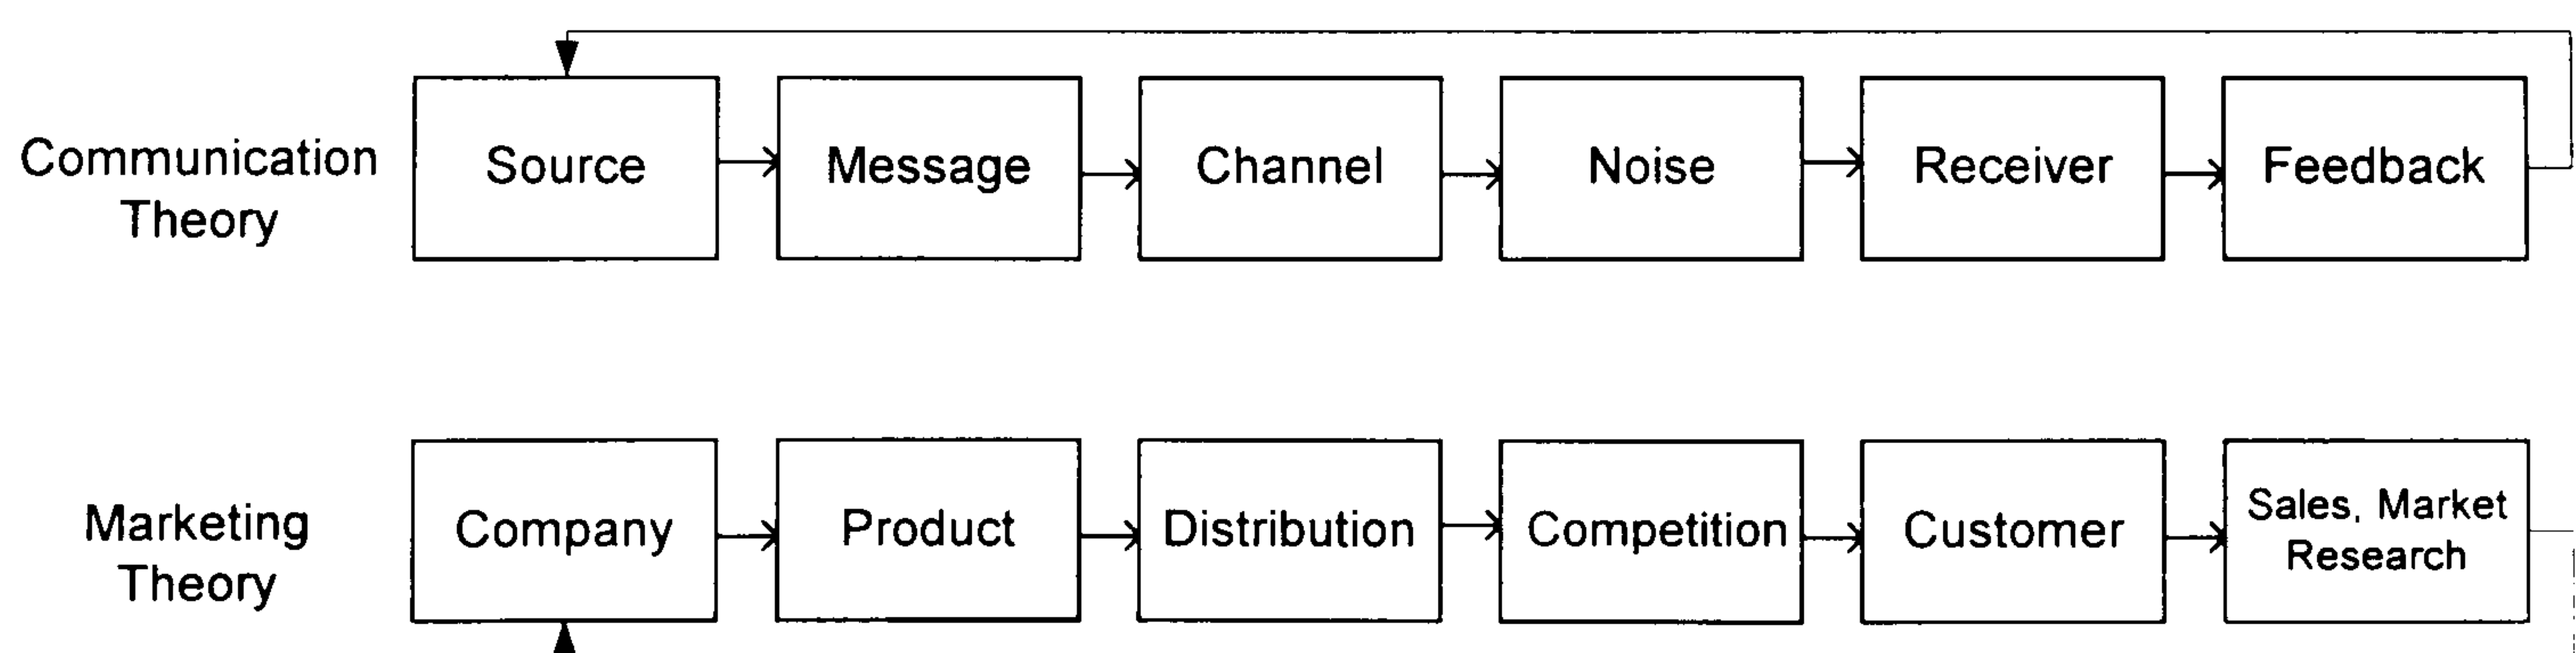 Communication
Theory
Source
Message
Channel
Noise
Receiver
Feedback
Marketing
Theory
Company
Product
Distribution
Competition
Customer
Sales, Market
Research